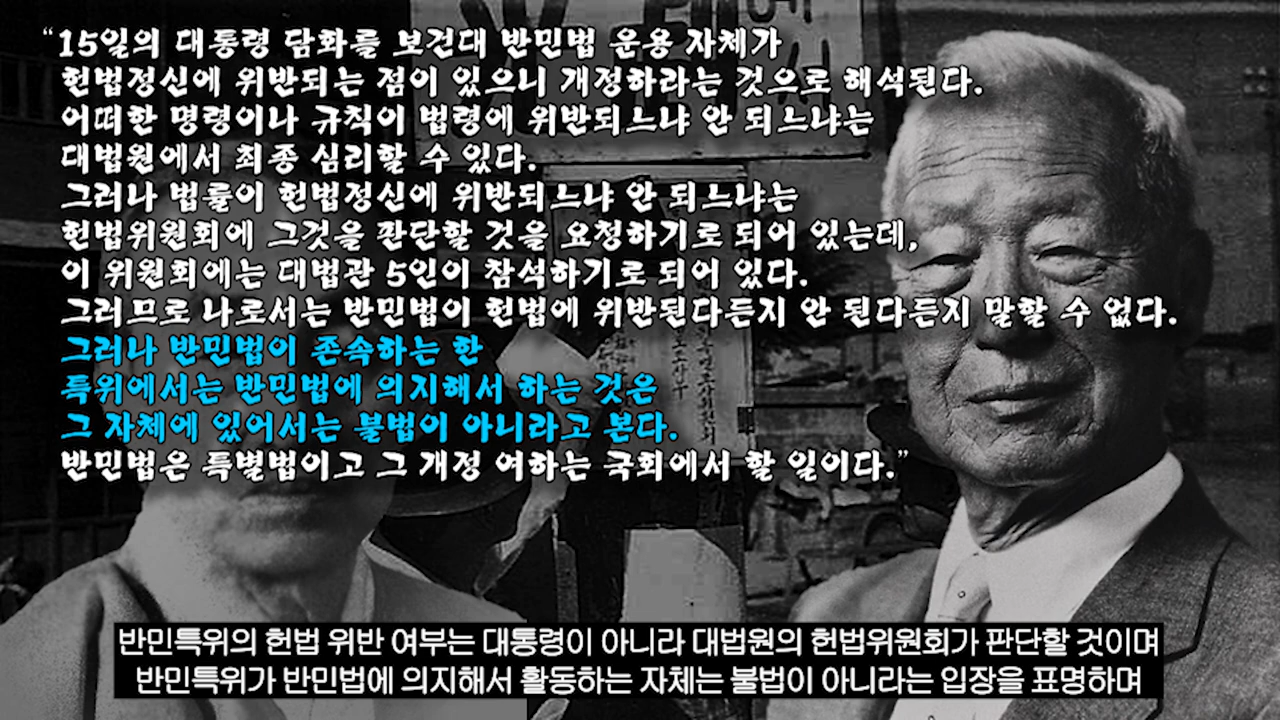 “15일의 대통령 담화를 보건대 반민법 운용 자체가
헌법정신에 위반되는 점이 있으니 개정하라는 것으로 해석된다.
어떠한 명령이나 규칙이 법령에 위반되느냐 안 되느냐는
대법원에서 최종 심리할 수 있다.
그러나 법률이 헌법정신에 위반되느냐 안 되느냐는
헌법위원회에 그것을 판단할 것을 요청하기로 되어 있는데,
이 위원회에는 대법관 5인이 참석하기로 되어 있다.
그러므로 나로서는 반민법이 헌법에 위반된다든지 안 된다든지 말할 수 없다.
그러나 반민법이 존속하는 한
특위에서는 반민법에 의지해서 하는 것은
그 자체에 있어서는 불법이 아니라고 본다.
반민법은 특별법이고 그 개정 여하는 국회에서 할 일이다.”
반민특위의 헌법 위반 여부는 대통령이 아니라 대법원의 헌법위원회가 판단할 것이며
반민특위가 반민법에 의지해서 활동하는 자체는 불법이 아니라는 입장을 표명하며